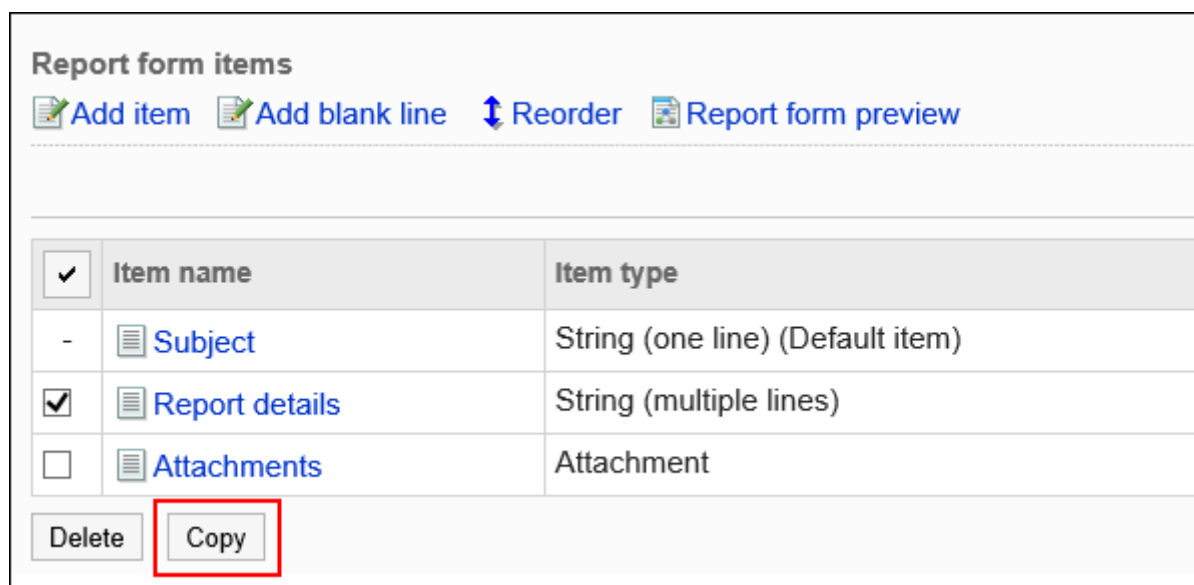 Report form items
Add item Add blank line Reorder Report form preview
Item name Item type
- Subject String (one line) (Default item)
Report details String (multiple lines)
Attachments Attachment
Delete Copy